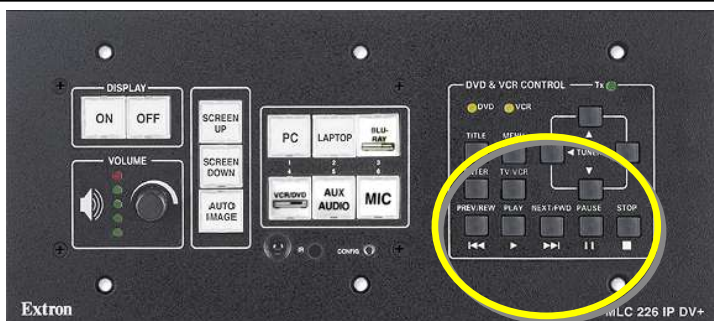 DISPLAY
ON OFF
VOLUME
SCREEN
UP
SCREEN
DOWN
AUTO
IMAGE
PC LAPTOP BLU-
RAY
1 2 3
4 5 6
VCR/DVD AUX
AUDIO MIC
IR CONFIG
DVD & VCR CONTROL Tx
DVD VCR
TITLE MENU
TUNE
ENTER TV/VCR
PREV/REW PLAY NEXT/FWD PAUSE STOP
Extron
MLC 226 IP DV+